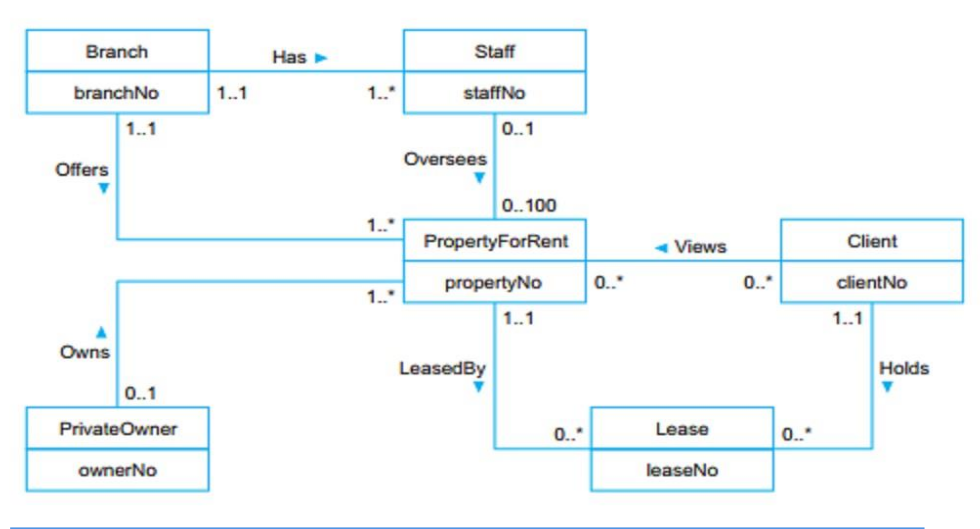 Branch
Has ►
Staff
branchNo
1..1
1..*
staffNo
1..1
0..1
Offers
▼
Oversees
▼
0..100
1..*
PropertyForRent
◄ Views
Client
propertyNo
0..*
0..*
clientNo
1..*
1..1
1..1
▲
Owns
LeasedBy
▼
Holds
▼
0..1
PrivateOwner
0..*
Lease
0..*
ownerNo
leaseNo